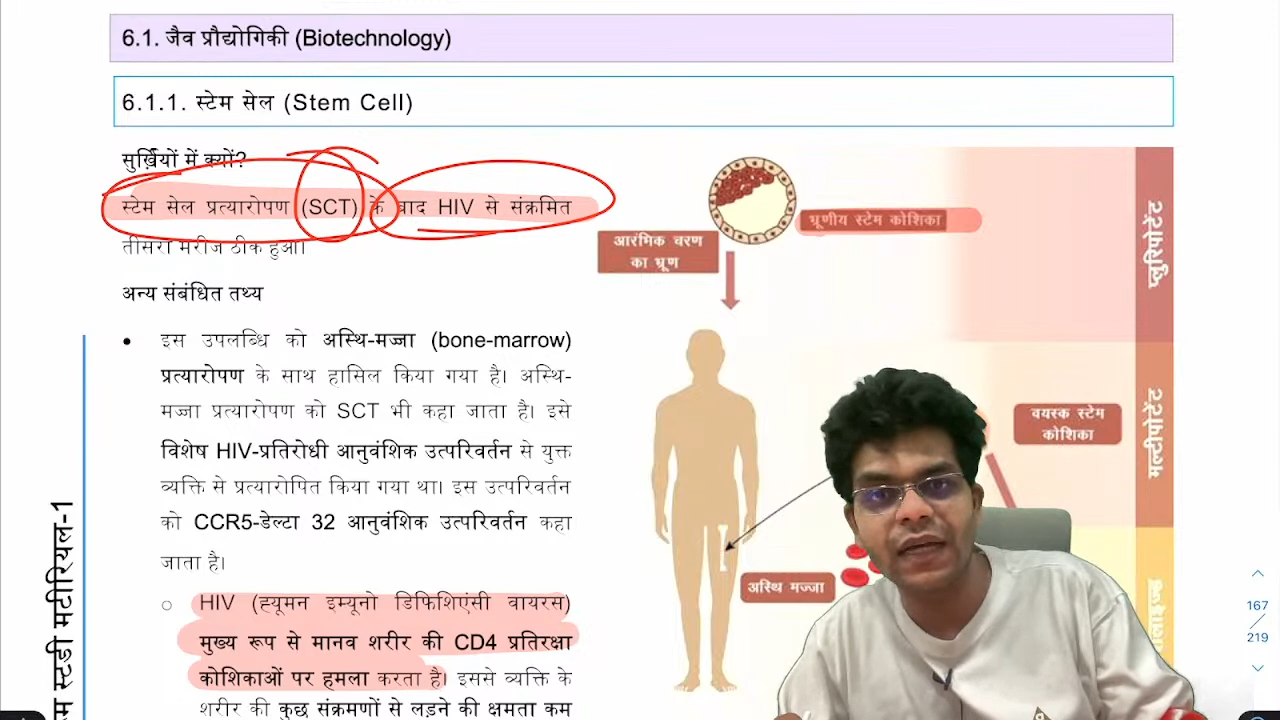 6.1. जैव प्रौद्योगिकी (Biotechnology)
6.1.1. स्टेम सेल (Stem Cell)
सुर्ख़ियों में क्यों?
स्टेम सेल प्रत्यारोपण (SCT) के बाद HIV से संक्रमित
तीसरा मरीज ठीक हुआ।
अन्य संबंधित तथ्य
• इस उपलब्धि को अस्थि-मज्जा (bone-marrow)
प्रत्यारोपण के साथ हासिल किया गया है। अस्थि-
मज्जा प्रत्यारोपण को SCT भी कहा जाता है। इसे
विशेष HIV-प्रतिरोधी आनुवंशिक उत्परिवर्तन से युक्त
व्यक्ति से प्रत्यारोपित किया गया था। इस उत्परिवर्तन
को CCR5-डेल्टा 32 आनुवंशिक उत्परिवर्तन कहा
जाता है।
○ HIV (ह्यूमन इम्यूनो डिफिशिएंसी वायरस)
मुख्य रूप से मानव शरीर की CD4 प्रतिरक्षा
कोशिकाओं पर हमला करता है। इससे व्यक्ति के
शरीर की कुछ संक्रमणों से लड़ने की क्षमता कम
भ्रूणीय स्टेम कोशिका
आरंभिक चरण
का भ्रूण
प्लुरिपोटेंट
वयस्क स्टेम
कोशिका
मल्टीपोटेंट
अस्थि मज्जा
स्टडी मटीरियल-1
167
219